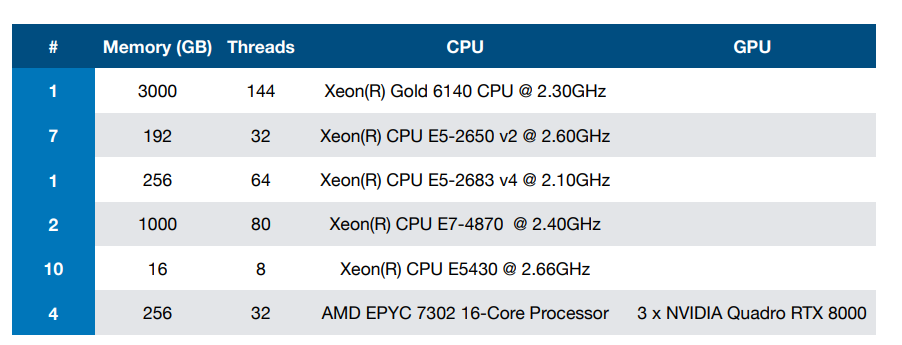 # Memory (GB) Threads CPU GPU
1 3000 144 Xeon(R) Gold 6140 CPU @ 2.30GHz
7 192 32 Xeon(R) CPU E5-2650 v2 @ 2.60GHz
1 256 64 Xeon(R) CPU E5-2683 v4 @ 2.10GHz
2 1000 80 Xeon(R) CPU E7-4870 @ 2.40GHz
10 16 8 Xeon(R) CPU E5430 @ 2.66GHz
4 256 32 AMD EPYC 7302 16-Core Processor 3 x NVIDIA Quadro RTX 8000